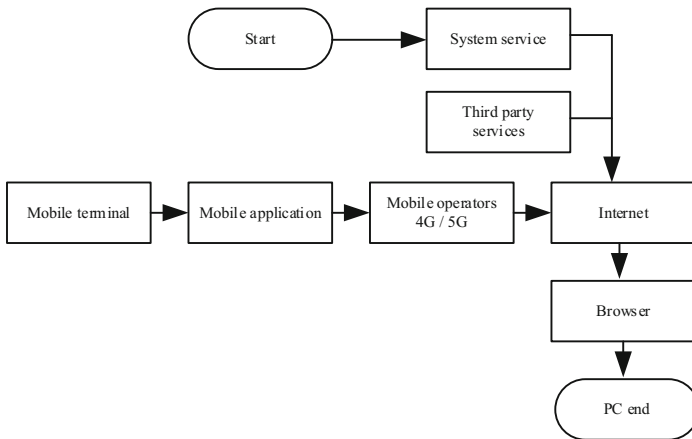 Start
System service
Third party
services
Mobile terminal
Mobile application
Mobile operators
4G / 5G
Internet
Browser
PC end